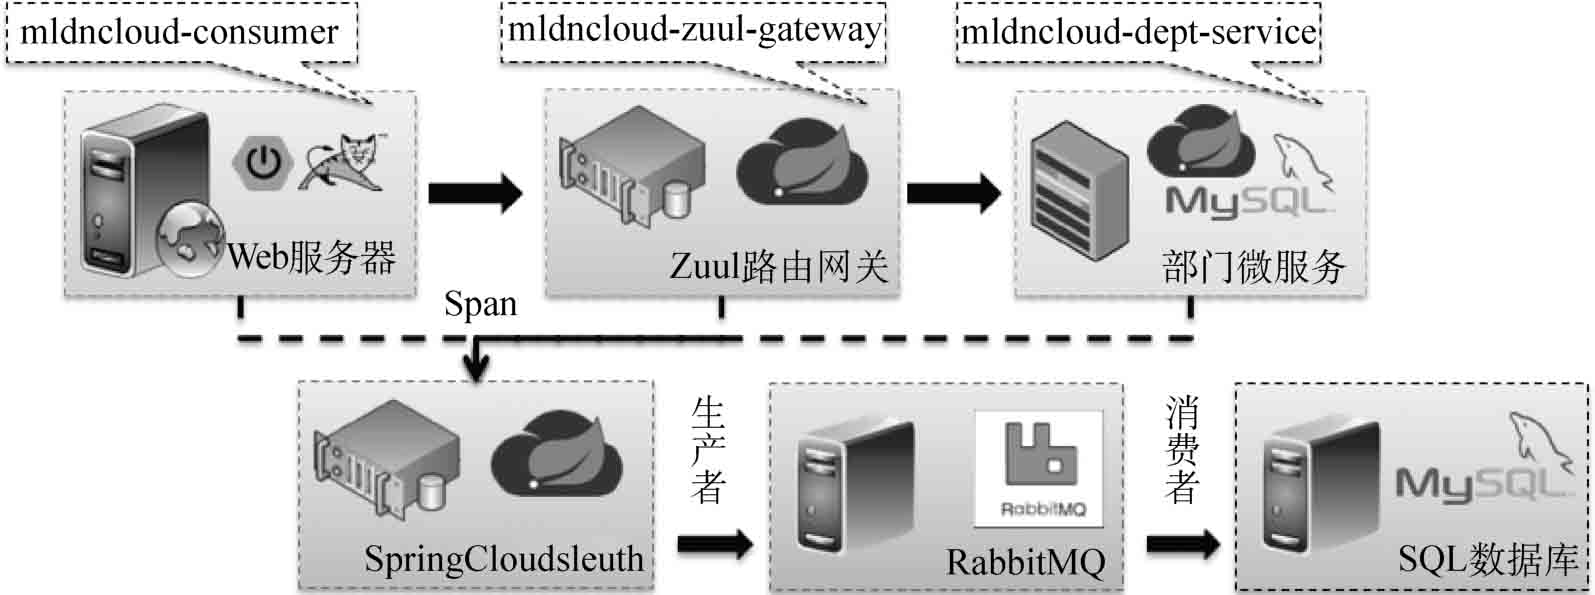 mldncloud-consumer
mldncloud-zuul-gateway
mldncloud-dept-service
Web服务器
Zuul路由网关
MySQL
部门微服务
Span
SpringCloudsleuth
生产者
RabbitMQ
RabbitMQ
消费者
MySQL
SQL数据库